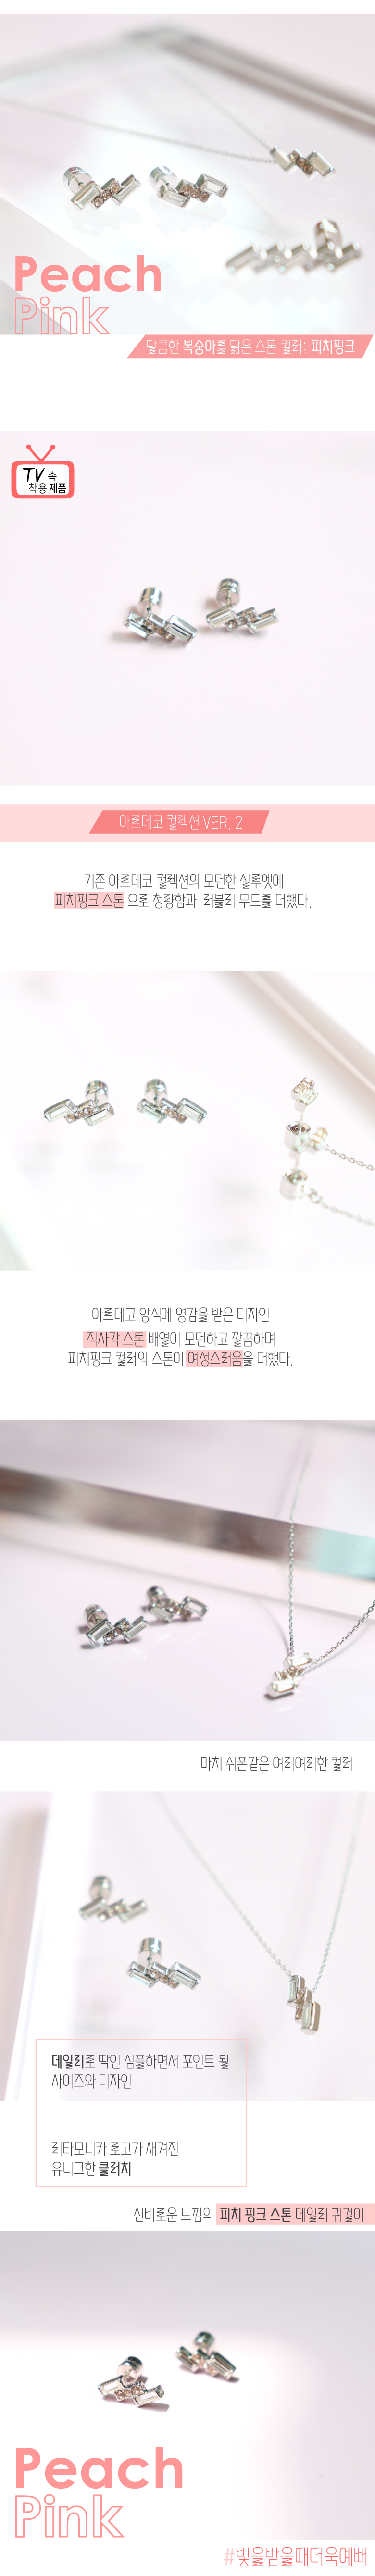 Peach
Pink
달콤한 복숭아를 닮은 스톤 컬러: 피치핑크
TV 속
착용 제품
아르데코 컬렉션 VER. 2
기존 아르데코 컬렉션의 모던한 실루엣에
피치핑크 스톤 으로 청량함과 러블리 무드를 더했다.
아르데코 양식에 영감을 받은 디자인
직사각 스톤 배열이 모던하고 깔끔하며
피치핑크 컬러의 스톤이 여성스러움을 더했다.
마치 쉬폰같은 여리여리한 컬러
데일리로 딱인 심플하면서 포인트 될
사이즈와 디자인
리타모니카 로고가 새겨진
유니크한 클러치
신비로운 느낌의 피치 핑크 스톤 데일리 귀걸이
Peach
Pink
#빛을받을때더욱예뻐